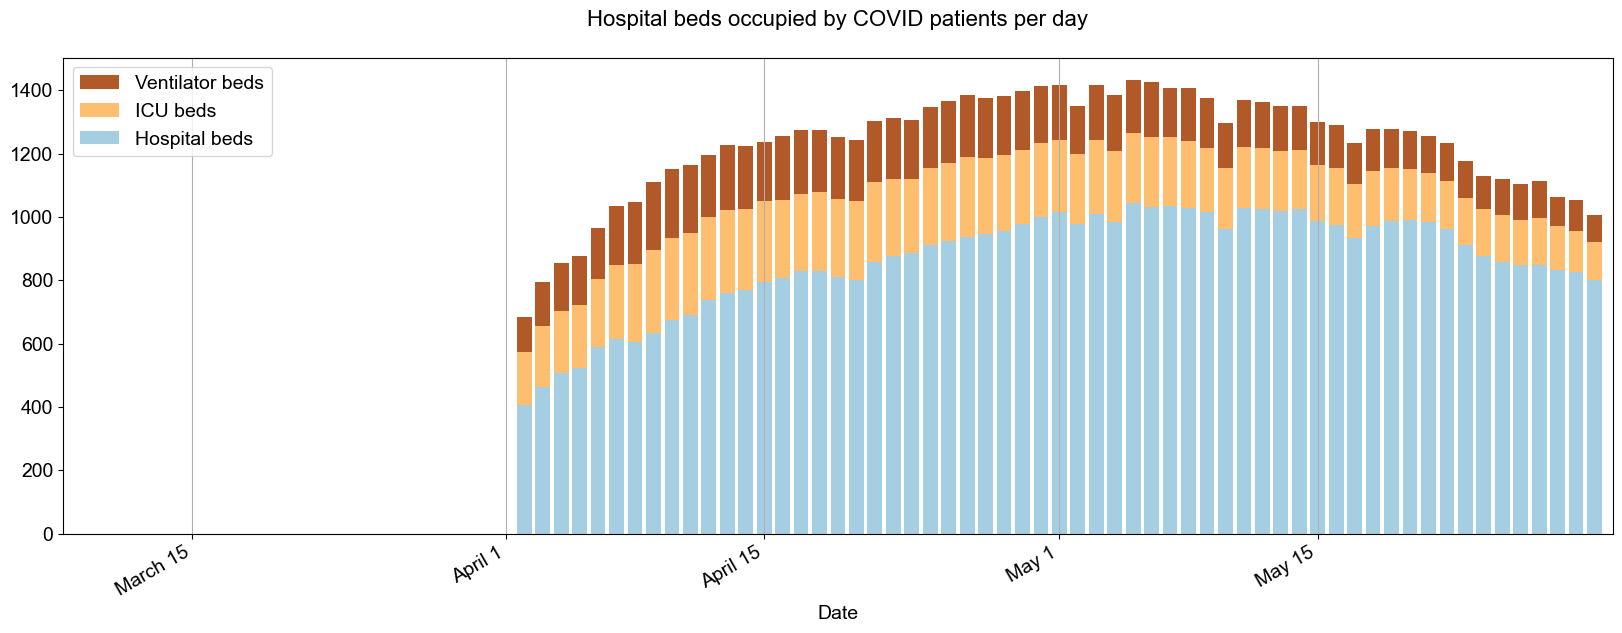 Hospital beds occupied by COVID patients per day
Ventilator beds
ICU beds
Hospital beds
1400
1200
1000
800
600
400
200
0
March 15
April 1
April 15
May 1
May 15
Date